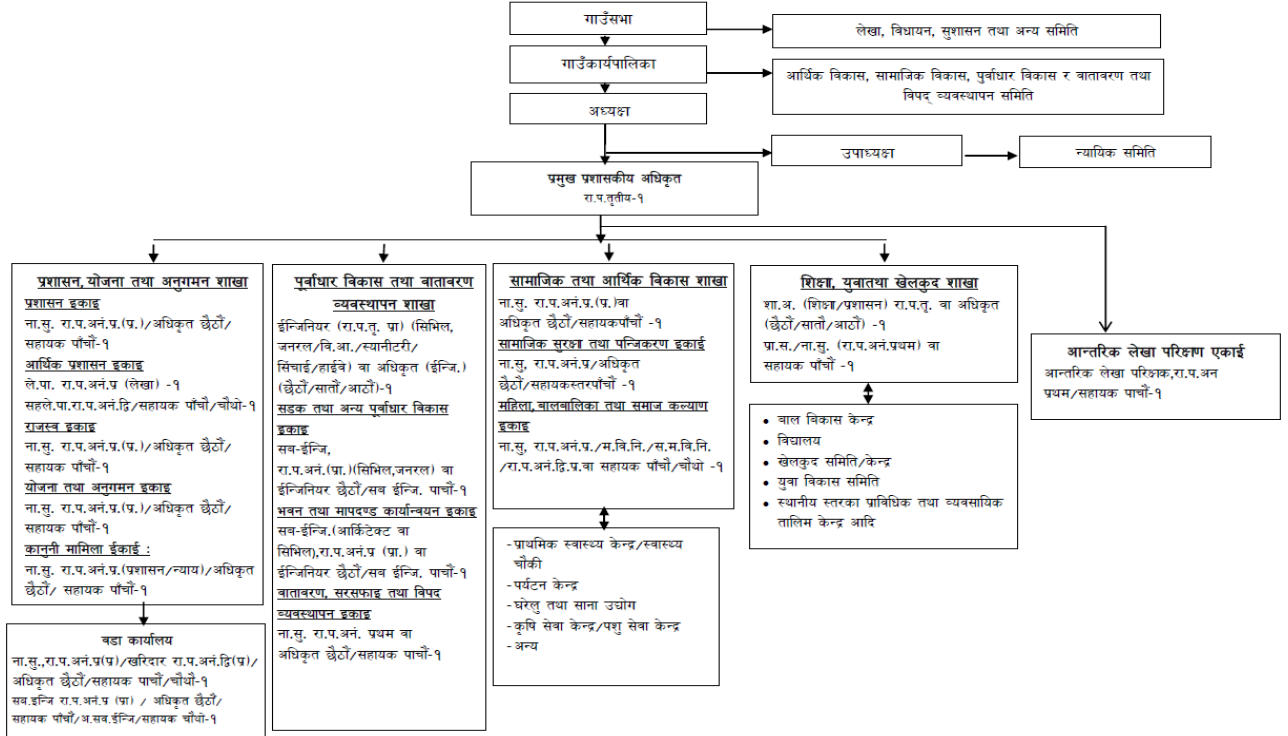 गाउँसभा
लेखा, विधायन, सुशासन तथा अन्य समिति
गाउँकार्यपालिका
आर्थिक विकास, सामाजिक विकास, पुर्वाधार विकास र वातावरण तथा
विपद् व्यवस्थापन समिति
अध्यक्ष
उपाध्यक्ष
न्यायिक समिति
प्रमुख प्रशासकीय अधिकृत
रा.प.तृतीय-१
प्रशासन, योजना तथा अनुगमन शाखा
प्रशासन इकाइ
ना.सु. रा.प.अनं.प्र.(प्र.)/अधिकृत छैठौं/
सहायक पाँचौं-१
आर्थिक प्रशासन इकाइ
ले.पा. रा.प.अनं.प्र (लेखा) -१
सहले.पा.रा.प.अनं.द्वि/सहायक पाँचौ/चौथो-१
राजस्व इकाइ
ना.सु. रा.प.अनं.प्र.(प्र.)/अधिकृत छैठौं/
सहायक पाँचौं-१
योजना तथा अनुगमन इकाइ
ना.सु. रा.प.अनं.प्र.(प्र.)/अधिकृत छैठौं/
सहायक पाँचौं-१
कानुनी मामिला ईकाई :
ना.सु. रा.प.अनं.प्र.(प्रशासन/न्याय)/अधिकृत
छैठौं/ सहायक पाँचौं-१
वडा कार्यालय
ना.सु.,रा.प.अनं.प्र(प्र)/खरिदार रा.प.अनं.द्वि(प्र)/
अधिकृत छैठौं/सहायक पाचौं/चौथौ-१
सब.इन्जि रा.प.अनं.प्र (प्रा) / अधिकृत छैठौं/
सहायक पाँचौं/अ.सब.ईन्जि/सहायक चौथो-१
पूर्वाधार विकास तथा वातावरण
व्यवस्थापन शाखा
ईन्जिनियर (रा.प.तृ. प्रा) (सिभिल,
जनरल/वि.आ./स्यानीटरी/
सिंचाई/हाईवे) वा अधिकृत (ईन्जि.)
(छैठौं/सातौं/आठौं)-१
सडक तथा अन्य पूर्वाधार विकास
इकाइ
सब-ईन्जि,
रा.प.अनं.(प्रा.)(सिभिल,जनरल) वा
ईन्जिनियर छैठौं/सब ईन्जि. पाचौं-१
भवन तथा मापदण्ड कार्यान्वयन इकाइ
सब-ईन्जि.(आर्किटेक्ट वा
सिभिल),रा.प.अनं.प्र (प्रा.) वा
ईन्जिनियर छैठौं/सब ईन्जि. पाचौं-१
वातावरण, सरसफाइ तथा विपद
व्यवस्थापन इकाइ
ना.सु. रा.प.अनं. प्रथम वा
अधिकृत छैठौं/सहायक पाचौं-१
सामाजिक तथा आर्थिक विकास शाखा
ना.सु. रा.प.अनं.प्र.(प्र.)वा
अधिकृत छैठौं/सहायकपाँचौं -१
सामाजिक सुरक्षा तथा पन्जिकरण इकाई
ना.सु, रा.प.अनं.प्र/अधिकृत
छैठौं/सहायकस्तरपाँचौं -१
महिला, बालबालिका तथा समाज कल्याण
इकाइ
ना.सु, रा.प.अनं.प्र./म.वि.नि./स.म.वि.नि.
/रा.प.अनं.द्वि.प्र.वा सहायक पाँचौ/चौथो -१
-प्राथमिक स्वास्थ्य केन्द्र/स्वास्थ्य
चौकी
-पर्यटन केन्द्र
-घरेलु तथा साना उद्योग
-कृषि सेवा केन्द्र/पशु सेवा केन्द्र
-अन्य
शिक्षा, युवातथा खेलकुद शाखा
शा.अ. (शिक्षा/प्रशासन) रा.प.तृ. वा अधिकृत
(छैठौं/सातौ/आठौं) -१
प्रा.स./ना.सु. (रा.प.अनं.प्रथम) वा
सहायक पाँचौं -१
• बाल विकास केन्द्र
• विद्यालय
• खेलकुद समिति/केन्द्र
• युवा विकास समिति
• स्थानीय स्तरका प्राविधिक तथा व्यवसायिक
तालिम केन्द्र आदि
आन्तरिक लेखा परिक्षण एकाई
आन्तरिक लेखा परिक्षक,रा.प.अन
प्रथम/सहायक पाचौं-१